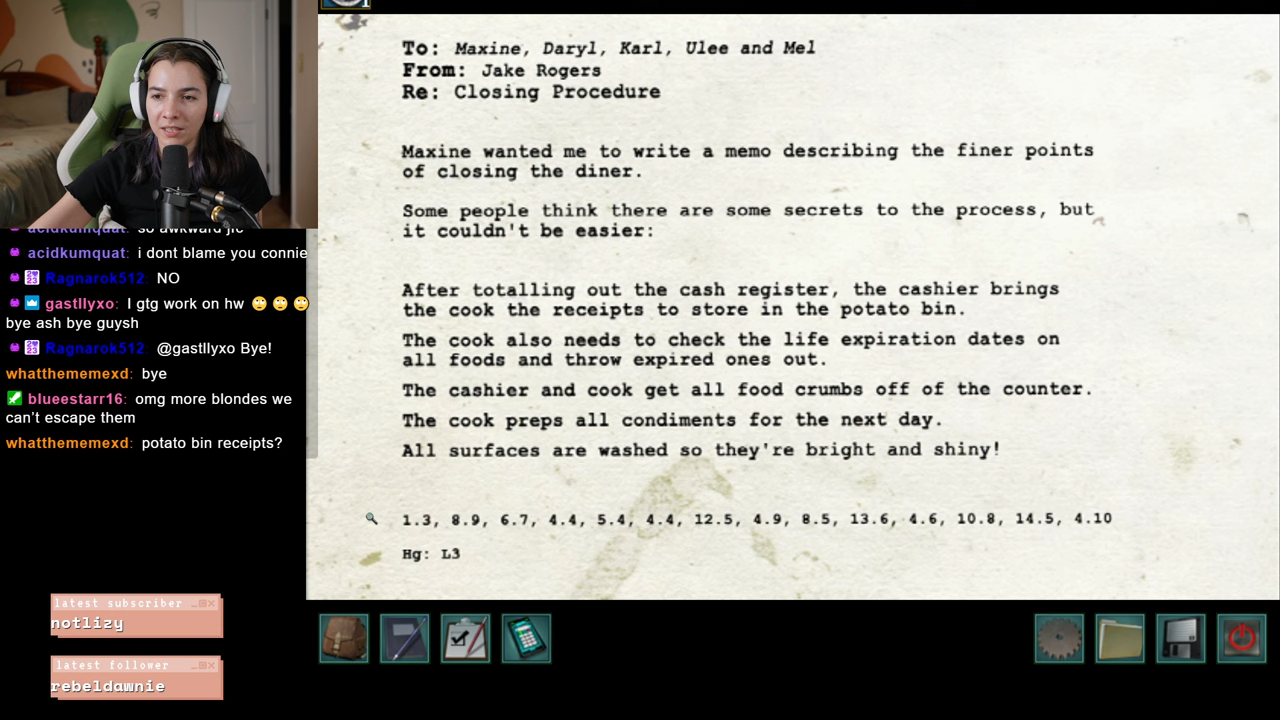 1
To: Maxine, Daryl, Karl, Ulee and Mel
From: Jake Rogers
Re: Closing Procedure
Maxine wanted me to write a memo describing the finer points
of closing the diner.
Some people think there are some secrets to the process, but
it couldn't be easier:
After totalling out the cash register, the cashier brings
the cook the receipts to store in the potato bin.
The cook also needs to check the life expiration dates on
all foods and throw expired ones out.
The cashier and cook get all food crumbs off of the counter.
The cook preps all condiments for the next day.
All surfaces are washed so they're bright and shiny!
1.3, 8.9, 6.7, 4.4, 5.4, 4.4, 12.5, 4.9, 8.5, 13.6, 4.6, 10.8, 14.5, 4.10
Hg: L3
acidkumquat: so awkward
acidkumquat: i dont blame you connie
Ragnarok512: NO
gastllyxo: I gtg work on hw 🙄 🙄 🙄
bye ash bye guysh
Ragnarok512: @gastllyxo Bye!
whatthememexd: bye
blueestarr16: omg more blondes we
can't escape them
whatthememexd: potato bin receipts?
latest subscriber
notlizy
latest follower
rebeldawnie